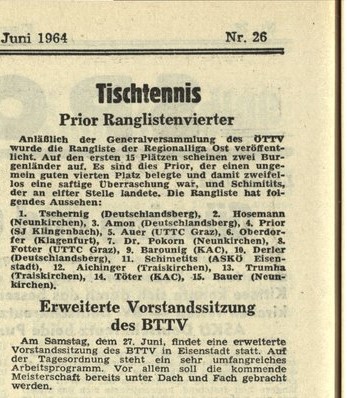 Juni 1964 Nr. 26
Tischtennis
Prior Ranglistenvierter
Anläßlich der Generalversammlung des ÖTTV
wurde die Rangliste der Regionalliga Ost veröffent-
licht. Auf den ersten 15 Plätzen scheinen zwei Bur-
genländer auf. Es sind dies Prior, der einen unge-
mein guten vierten Platz belegte und damit zweifel-
los eine saftige Überraschung war, und Schimitits,
der an elfter Stelle landete. Die Rangliste hat fol-
gendes Aussehen:
1. Tschernig (Deutschlandsberg), 2. Hosemann
(Neunkirchen), 3. Amon (Deutschlandsberg), 4. Prior
(SJ Klingenbach), 5. Auer (UTTC Graz), 6. Oberdor-
fer (Klagenfurt), 7. Dr. Pokorn (Neunkirchen), 8.
Fotter (UTTC Graz), 9. Barounig (KAC), 10. Derler
(Deutschlandsberg), 11. Schimetits (ASKÖ Eisen-
stadt), 12. Aichinger (Traiskirchen), 13. Trumha
(Traiskirchen), 14. Töter (KAC), 15. Bauer (Neun-
kirchen).
Erweiterte Vorstandssitzung
des BTTV
Am Samstag, dem 27. Juni, findet eine erweiterte
Vorstandssitzung des BTTV in Eisenstadt statt. Auf
der Tagesordnung steht ein sehr umfangreiches
Arbeitsprogramm. Vor allem soll die kommende
Meisterschaft bereits unter Dach und Fach gebracht
werden.